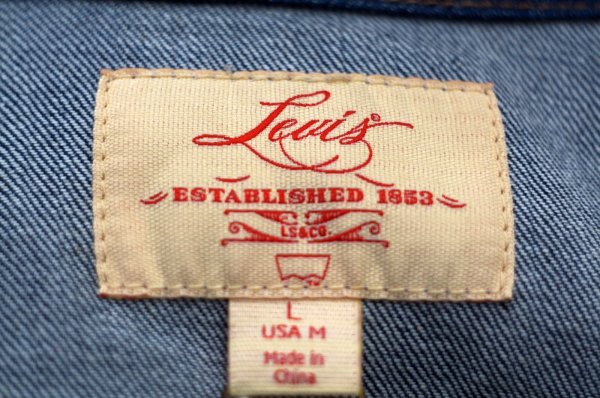 Levi's®
ESTABLISHED 1853
LS&CO.
L
USA M
Made in
China